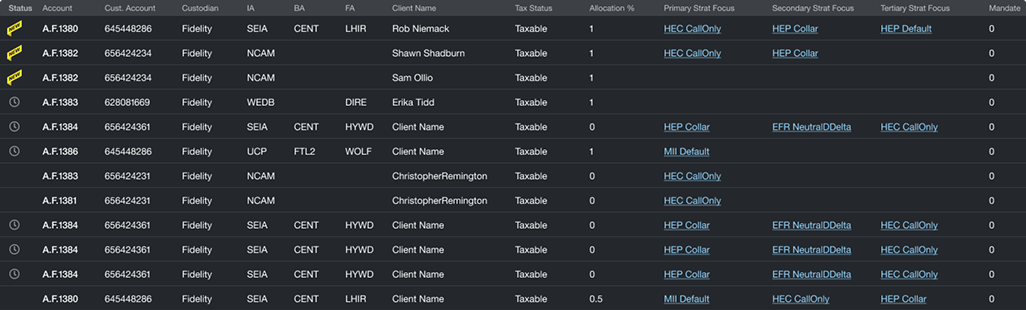 Status Account Cust. Account Custodian IA BA FA Client Name Tax Status Allocation % Primary Strat Focus Secondary Strat Focus Tertiary Strat Focus Mandate
NEW A.F.1380 645448286 Fidelity SEIA CENT LHIR Rob Niemack Taxable 1 HEC CallOnly HEP Collar HEP Default 0
NEW A.F.1382 656424234 Fidelity NCAM Shawn Shadburn Taxable 1 HEC CallOnly HEP Collar 0
NEW A.F.1382 656424234 Fidelity NCAM Sam Ollio Taxable 1 0
A.F.1383 628081669 Fidelity WEDB DIRE Erika Tidd Taxable 1 0
A.F.1384 656424361 Fidelity SEIA CENT HYWD Client Name Taxable 0 HEP Collar EFR NeutralDDelta HEC CallOnly 0
A.F.1386 645448286 Fidelity UCP FTL2 WOLF Client Name Taxable 1 MII Default 0
A.F.1383 656424231 Fidelity NCAM ChristopherRemington Taxable 0 HEC CallOnly 0
A.F.1381 656424231 Fidelity NCAM ChristopherRemington Taxable 0 HEC CallOnly 0
A.F.1384 656424361 Fidelity SEIA CENT HYWD Client Name Taxable 0 HEP Collar EFR NeutralDDelta HEC CallOnly 0
A.F.1384 656424361 Fidelity SEIA CENT HYWD Client Name Taxable 0 HEP Collar EFR NeutralDDelta HEC CallOnly 0
A.F.1384 656424361 Fidelity SEIA CENT HYWD Client Name Taxable 0 HEP Collar EFR NeutralDDelta HEC CallOnly 0
A.F.1380 645448286 Fidelity SEIA CENT LHIR Client Name Taxable 0.5 MII Default HEC CallOnly HEP Collar 0